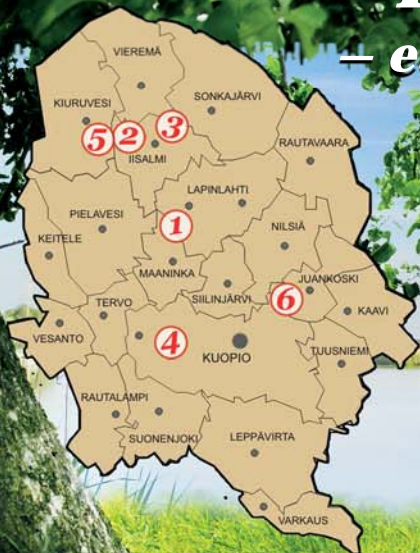 – e
VIEREMÄ
KIURUVESI
SONKAJÄRVI
5
2
3
IISALMI
RAUTAVAARA
LAPINLAHTI
PIELAVESI
1
NILSIÄ
KEITELE
MAANINKA
JUANKOSKI
SIILINJÄRVI
6
KAAVI
TERVO
VESANTO
4
KUOPIO
TUUSNIEMI
RAUTALAMPI
SUONENJOKI
LEPPÄVIRTA
VARKAUS